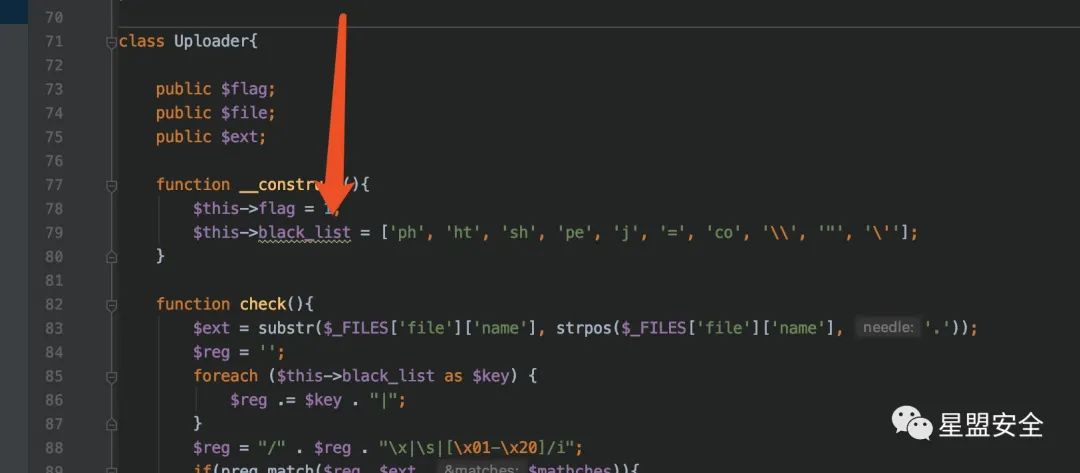 70
71 class Uploader{
72
73 public $flag;
74 public $file;
75 public $ext;
76
77 function __constru (){
78 $this->flag = 1;
79 $this->black_list = ['ph', 'ht', 'sh', 'pe', 'j', '=', 'co', '\\', '"', '\''];
80 }
81
82 function check(){
83 $ext = substr($_FILES['file']['name'], strpos($_FILES['file']['name'], needle: '.'));
84 $reg = '';
85 foreach ($this->black_list as $key) {
86 $reg .= $key . "|";
87 }
88 $reg = "/" . $reg . "\x|\s|[\x01-\x20]/i";
89 if(preg_match($reg, $ext, &matches: $mathches)){
星盟安全